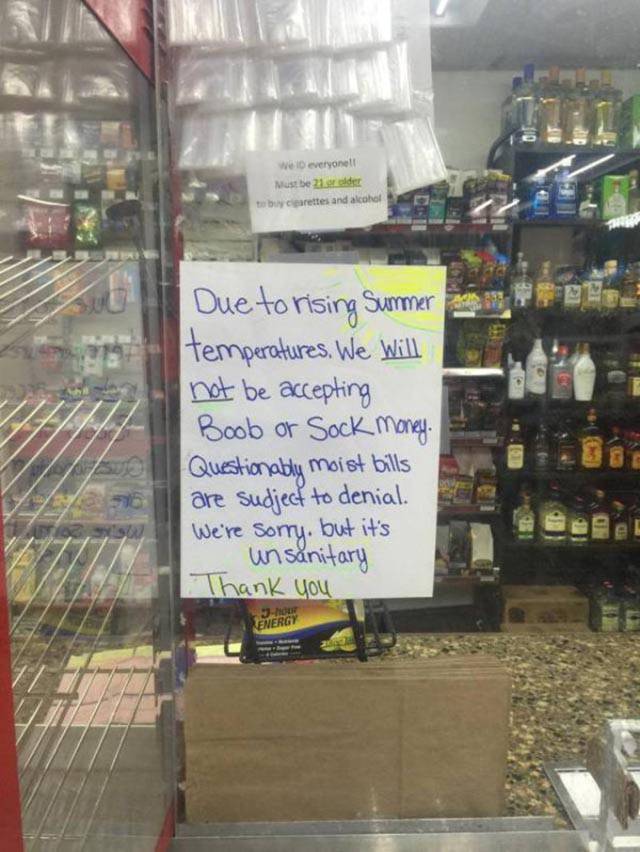 We ID everyone!!
Must be 21 or older
to buy cigarettes and alcohol
Due to rising Summer
temperatures. We Will
not be accepting
Boob or Sock Money.
Questionably moist bills
are sudject to denial.
We're sorry. but it's
unsanitary
Thank you
5-hour
ENERGY